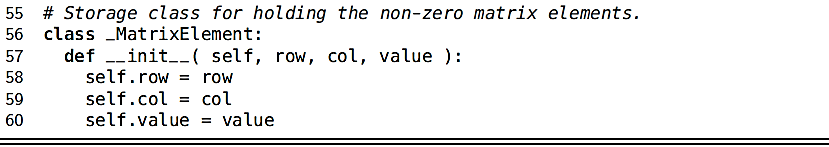 55 # Storage class for holding the non-zero matrix elements.
56 class _MatrixElement:
57   def __init__( self, row, col, value ):
58     self.row = row
59     self.col = col
60     self.value = value